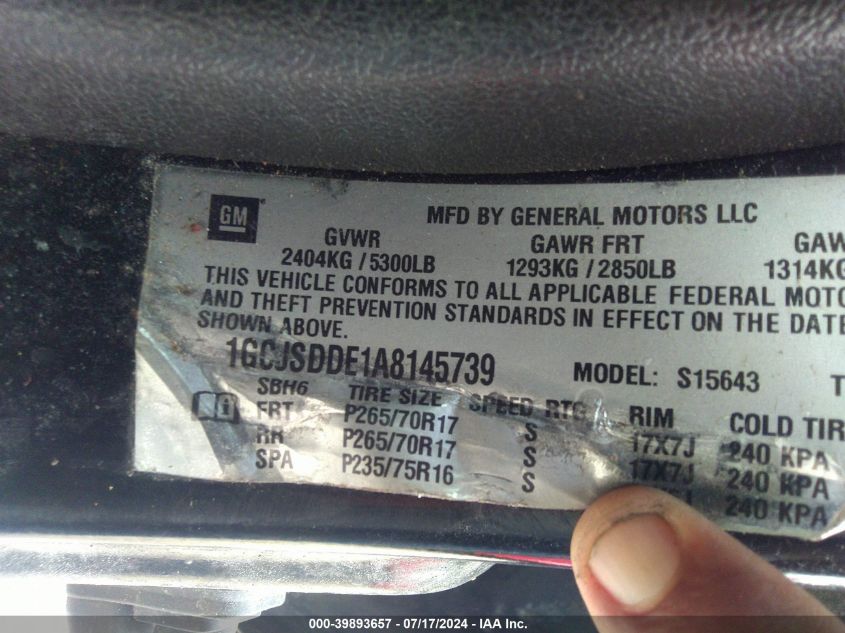 GM MFD BY GENERAL MOTORS LLC
GVWR GAWR FRT GAW
2404KG / 5300LB 1293KG / 2850LB 1314KG
THIS VEHICLE CONFORMS TO ALL APPLICABLE FEDERAL MOTO
AND THEFT PREVENTION STANDARDS IN EFFECT ON THE DATE
SHOWN ABOVE.
1GCJSDDE1A8145739 MODEL: S15643 T
SBH6 TIRE SIZE SPEED RTG RIM COLD TIR
FRT P265/70R17 S 17X7J 240 KPA
RR P265/70R17 S 17X7J 240 KPA
SPA P235/75R16 S J 240 KPA
000-39893657 / 07/17/2024 - IAA Inc.